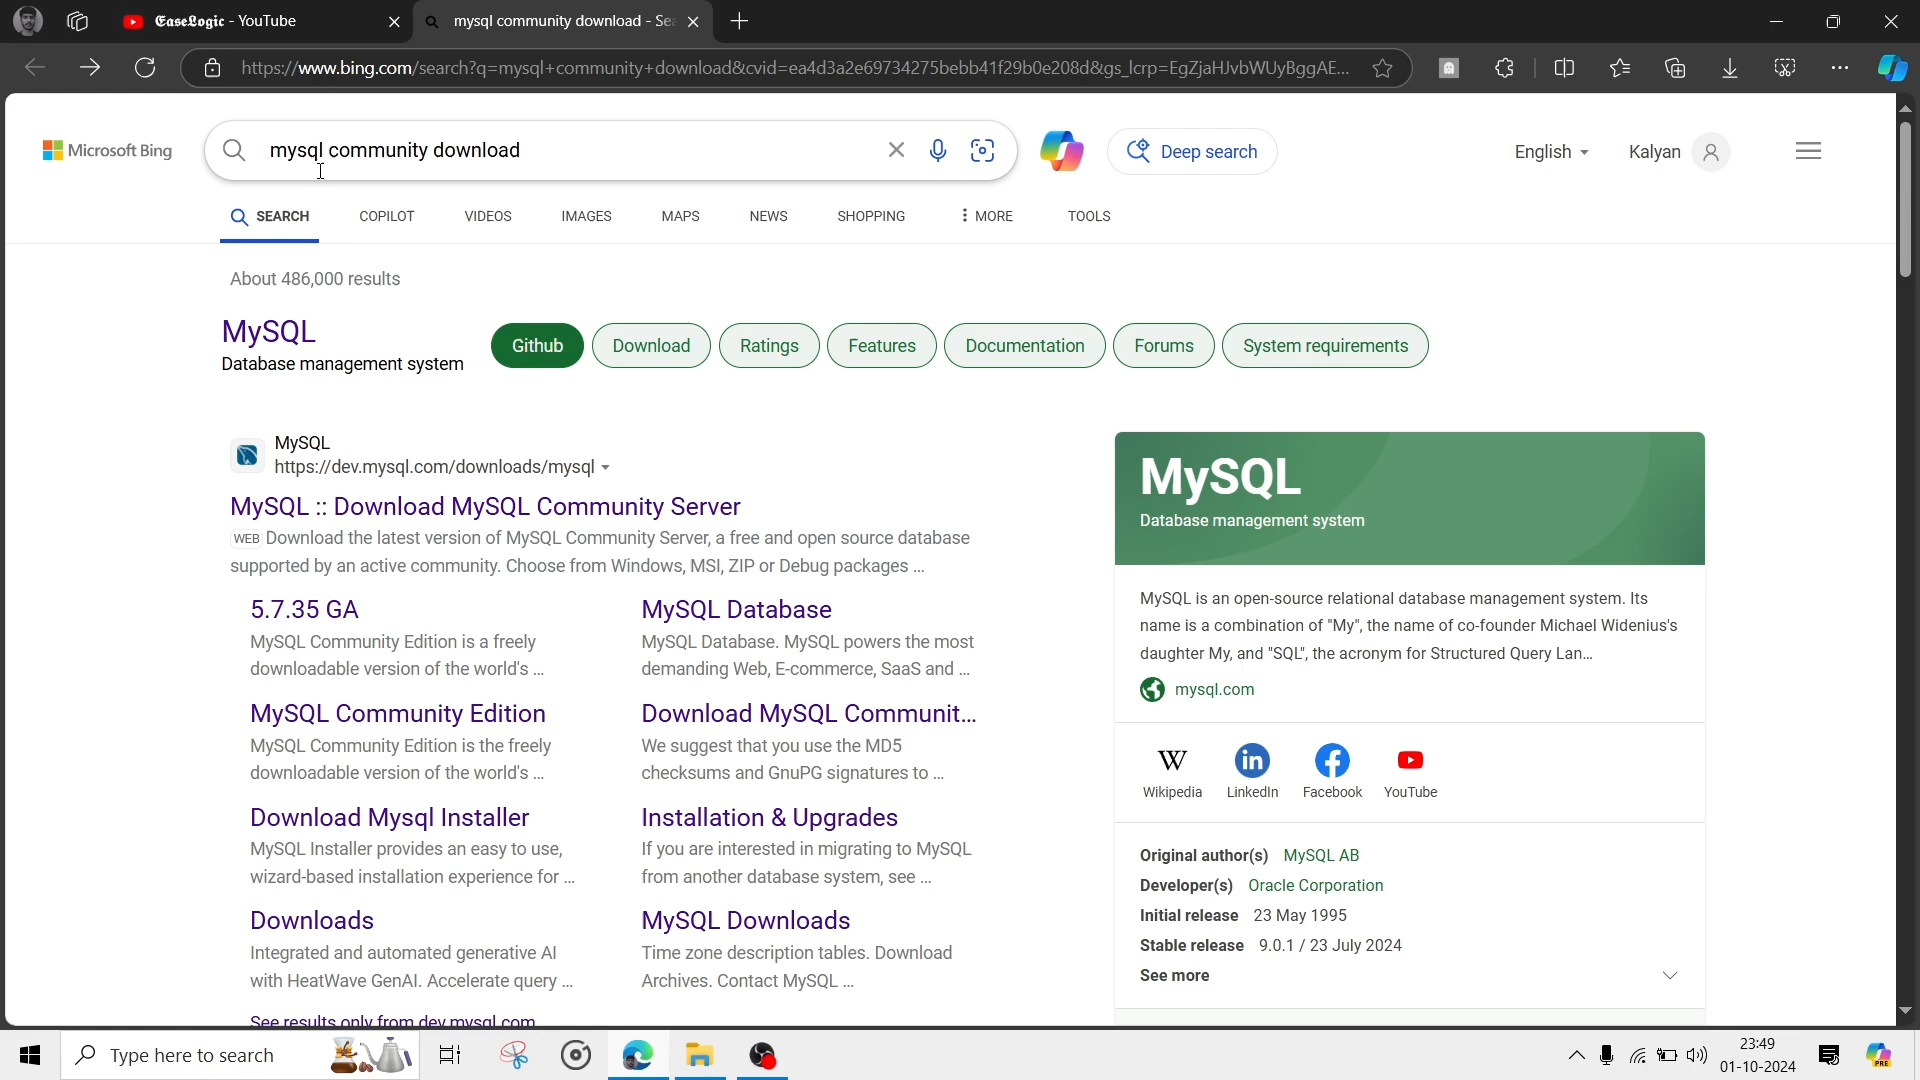 EaseLogic - YouTube
mysql community download - Sea
https://www.bing.com/search?q=mysql+community+download&cvid=ea4d3a2e69734275bebb41f29b0e208d&gs_lcrp=EgZjaHJvbWUyBggAE...
Microsoft Bing
mysql community download
Deep search
English
Kalyan
SEARCH COPILOT VIDEOS IMAGES MAPS NEWS SHOPPING MORE TOOLS
About 486,000 results
MySQL
Database management system
Github Download Ratings Features Documentation Forums System requirements
MySQL
https://dev.mysql.com/downloads/mysql
MySQL :: Download MySQL Community Server
WEB Download the latest version of MySQL Community Server, a free and open source database
supported by an active community. Choose from Windows, MSI, ZIP or Debug packages ...
5.7.35 GA
MySQL Community Edition is a freely
downloadable version of the world's ...
MySQL Database
MySQL Database. MySQL powers the most
demanding Web, E-commerce, SaaS and ...
MySQL Community Edition
MySQL Community Edition is the freely
downloadable version of the world's ...
Download MySQL Communit...
We suggest that you use the MD5
checksums and GnuPG signatures to ...
Download Mysql Installer
MySQL Installer provides an easy to use,
wizard-based installation experience for ...
Installation & Upgrades
If you are interested in migrating to MySQL
from another database system, see ...
Downloads
Integrated and automated generative AI
with HeatWave GenAI. Accelerate query ...
MySQL Downloads
Time zone description tables. Download
Archives. Contact MySQL ...
See results only from dev.mysql.com
MySQL
Database management system
MySQL is an open-source relational database management system. Its
name is a combination of "My", the name of co-founder Michael Widenius's
daughter My, and "SQL", the acronym for Structured Query Lan...
mysql.com
W
in
Wikipedia LinkedIn Facebook YouTube
Original author(s) MySQL AB
Developer(s) Oracle Corporation
Initial release 23 May 1995
Stable release 9.0.1 / 23 July 2024
See more
Type here to search
23:49
01-10-2024
PRE